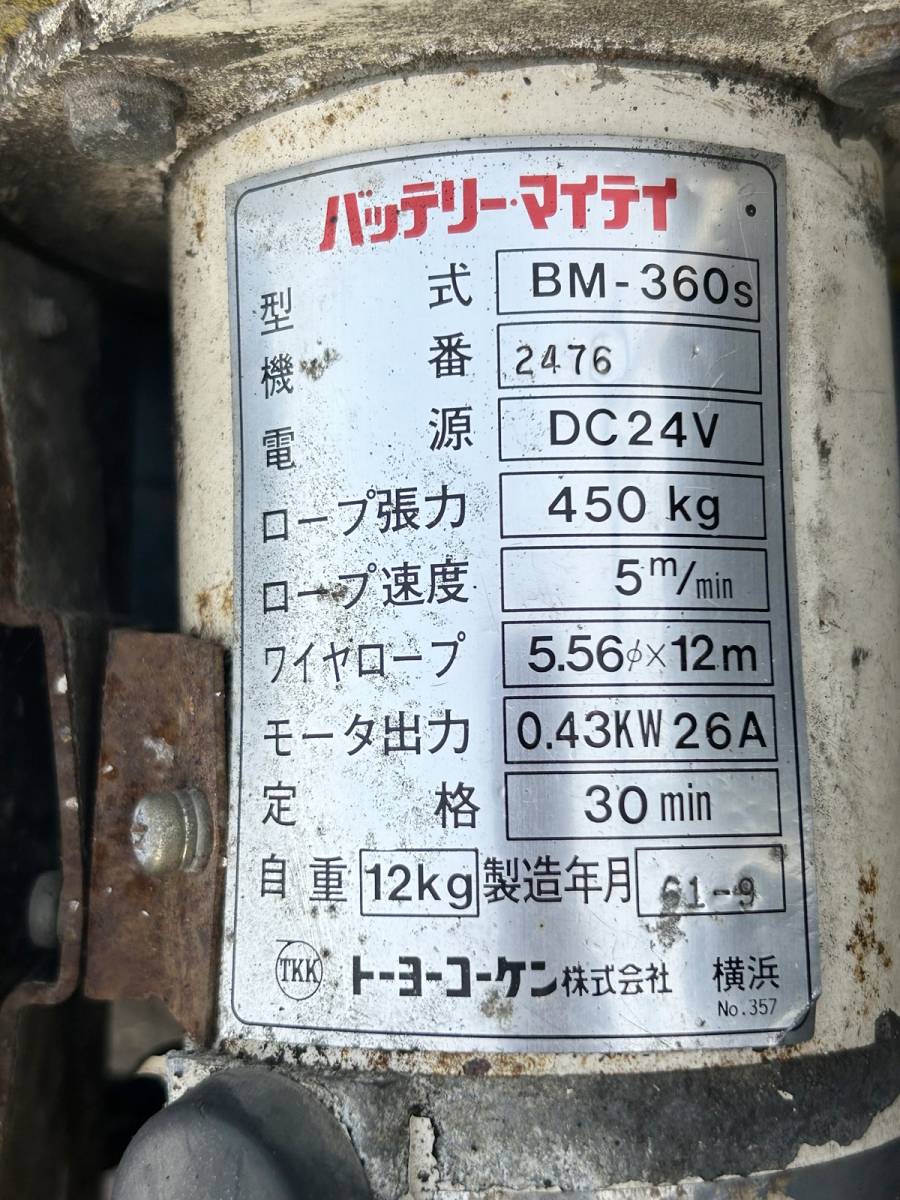 バッテリー・マイテイ
型式 BM-360s
機番 2476
電源 DC24V
ロープ張力 450 kg
ロープ速度 5m/min
ワイヤロープ 5.56φ×12m
モータ出力 0.43KW 26A
定格 30 min
自重 12kg 製造年月 61-9
TKK トーヨーコーケン株式会社 横浜
No.357